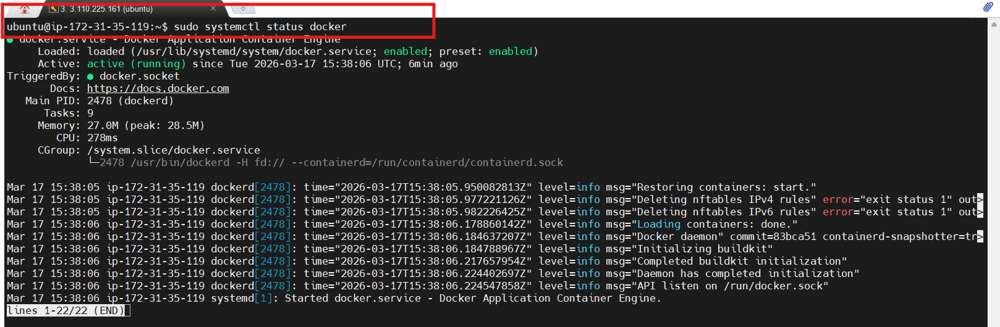 3. 3.110.225.161 (ubuntu)
ubuntu@ip-172-31-35-119:~$ sudo systemctl status docker
● docker.service - Docker Application Container Engine
Loaded: loaded (/usr/lib/systemd/system/docker.service; enabled; preset: enabled)
Active: active (running) since Tue 2026-03-17 15:38:06 UTC; 6min ago
TriggeredBy: ● docker.socket
Docs: https://docs.docker.com
Main PID: 2478 (dockerd)
Tasks: 9
Memory: 27.0M (peak: 28.5M)
CPU: 278ms
CGroup: /system.slice/docker.service
└─2478 /usr/bin/dockerd -H fd:// --containerd=/run/containerd/containerd.sock
Mar 17 15:38:05 ip-172-31-35-119 dockerd[2478]: time="2026-03-17T15:38:05.950082813Z" level=info msg="Restoring containers: start."
Mar 17 15:38:05 ip-172-31-35-119 dockerd[2478]: time="2026-03-17T15:38:05.977221126Z" level=info msg="Deleting nftables IPv4 rules" error="exit status 1" out>
Mar 17 15:38:05 ip-172-31-35-119 dockerd[2478]: time="2026-03-17T15:38:05.982226425Z" level=info msg="Deleting nftables IPv6 rules" error="exit status 1" out>
Mar 17 15:38:06 ip-172-31-35-119 dockerd[2478]: time="2026-03-17T15:38:06.178860142Z" level=info msg="Loading containers: done."
Mar 17 15:38:06 ip-172-31-35-119 dockerd[2478]: time="2026-03-17T15:38:06.184637207Z" level=info msg="Docker daemon" commit=83bca51 containerd-snapshotter=tr>
Mar 17 15:38:06 ip-172-31-35-119 dockerd[2478]: time="2026-03-17T15:38:06.184788967Z" level=info msg="Initializing buildkit"
Mar 17 15:38:06 ip-172-31-35-119 dockerd[2478]: time="2026-03-17T15:38:06.217657954Z" level=info msg="Completed buildkit initialization"
Mar 17 15:38:06 ip-172-31-35-119 dockerd[2478]: time="2026-03-17T15:38:06.224402697Z" level=info msg="Daemon has completed initialization"
Mar 17 15:38:06 ip-172-31-35-119 dockerd[2478]: time="2026-03-17T15:38:06.224547858Z" level=info msg="API listen on /run/docker.sock"
Mar 17 15:38:06 ip-172-31-35-119 systemd[1]: Started docker.service - Docker Application Container Engine.
lines 1-22/22 (END)